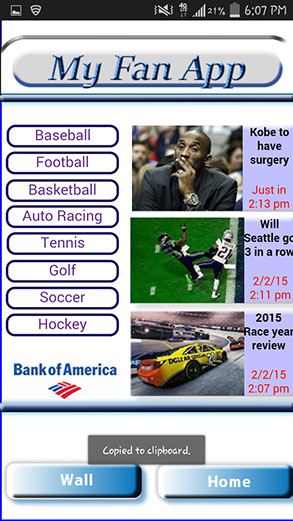 21% 6:07 PM
My Fan App
Baseball
Football
Basketball
Auto Racing
Tennis
Golf
Soccer
Hockey
Bank of America
Kobe to
have
surgery
Just in
2:13 pm
Will
Seattle go
3 in a row
2/2/15
2:11 pm
2015
Race year
review
2/2/15
2:07 pm
Copied to clipboard.
Wall
Home